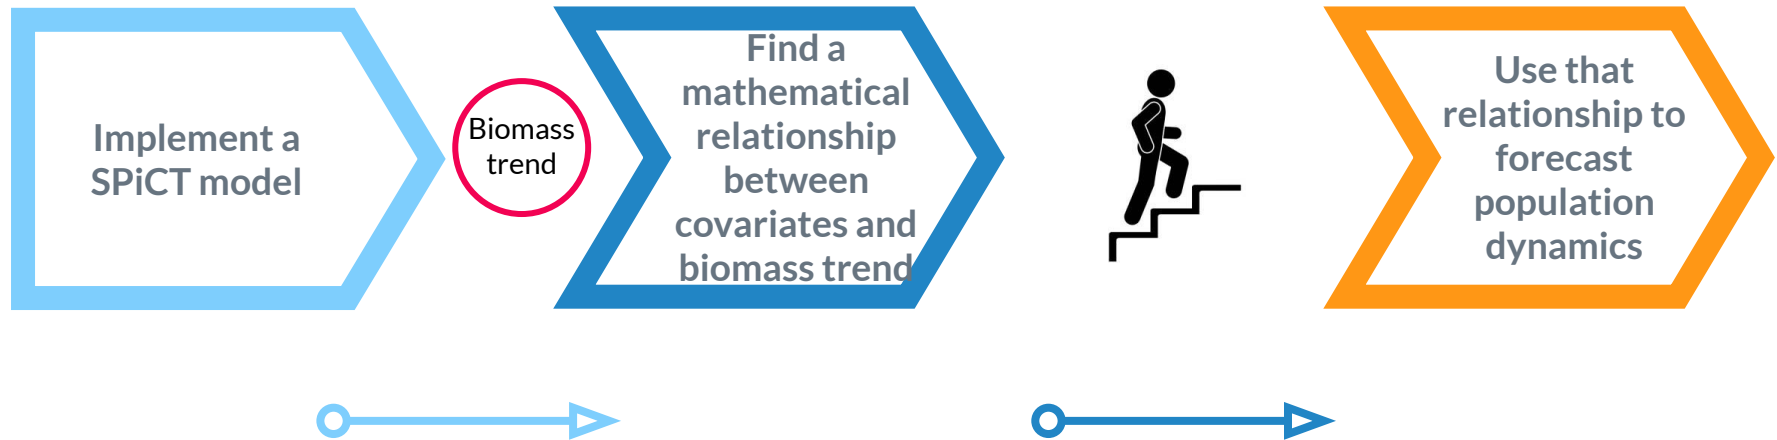 Implement a
SPiCT model
Biomass
trend
Find a
mathematical
relationship
between
covariates and
biomass trend
Use that
relationship to
forecast
population
dynamics